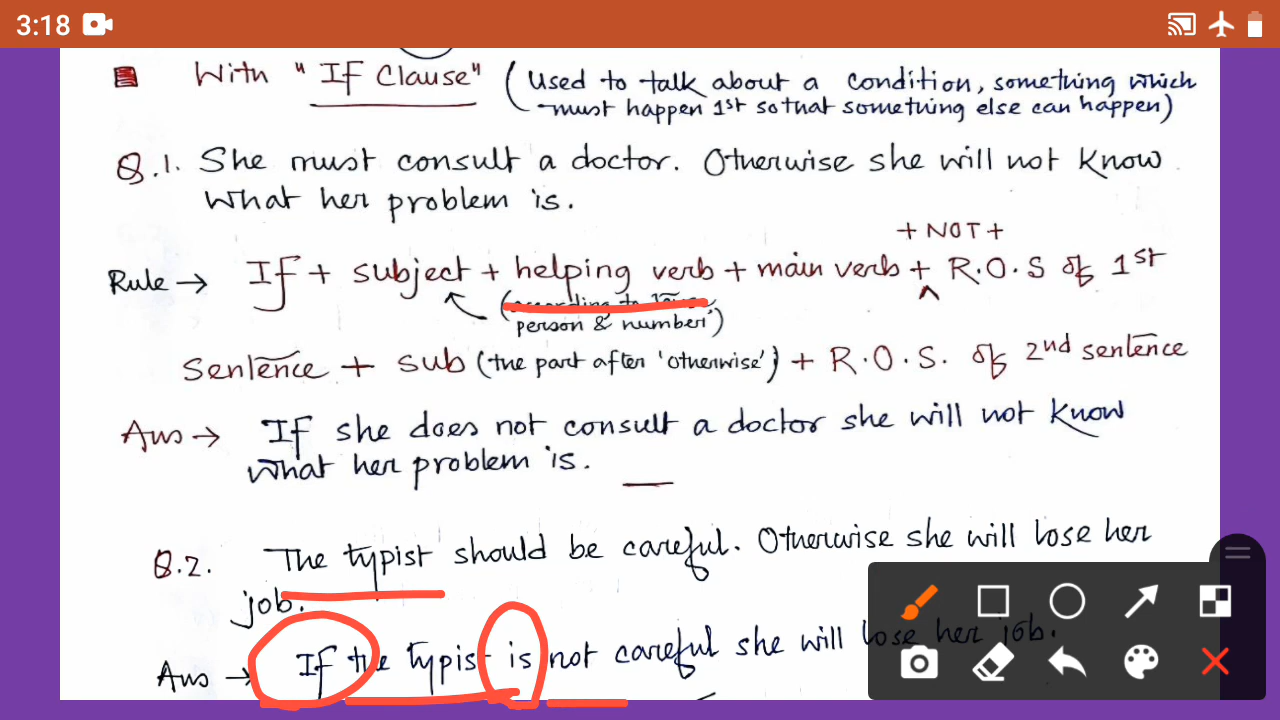 3:18
With "If Clause" (Used to talk about a condition, something which
must happen 1st so that something else can happen)
Q.1. She must consult a doctor. Otherwise she will not know
what her problem is.
+ NOT +
Rule → If + subject + helping verb + main verb + R.O.S of 1st
(according to
person & number)
Sentence + sub (the part after 'otherwise') + R.O.S. of 2nd sentence
Ans → If she does not consult a doctor she will not know
what her problem is.
Q.2. The typist should be careful. Otherwise she will lose her
job.
Ans → If the typist is not careful she will lose her job.